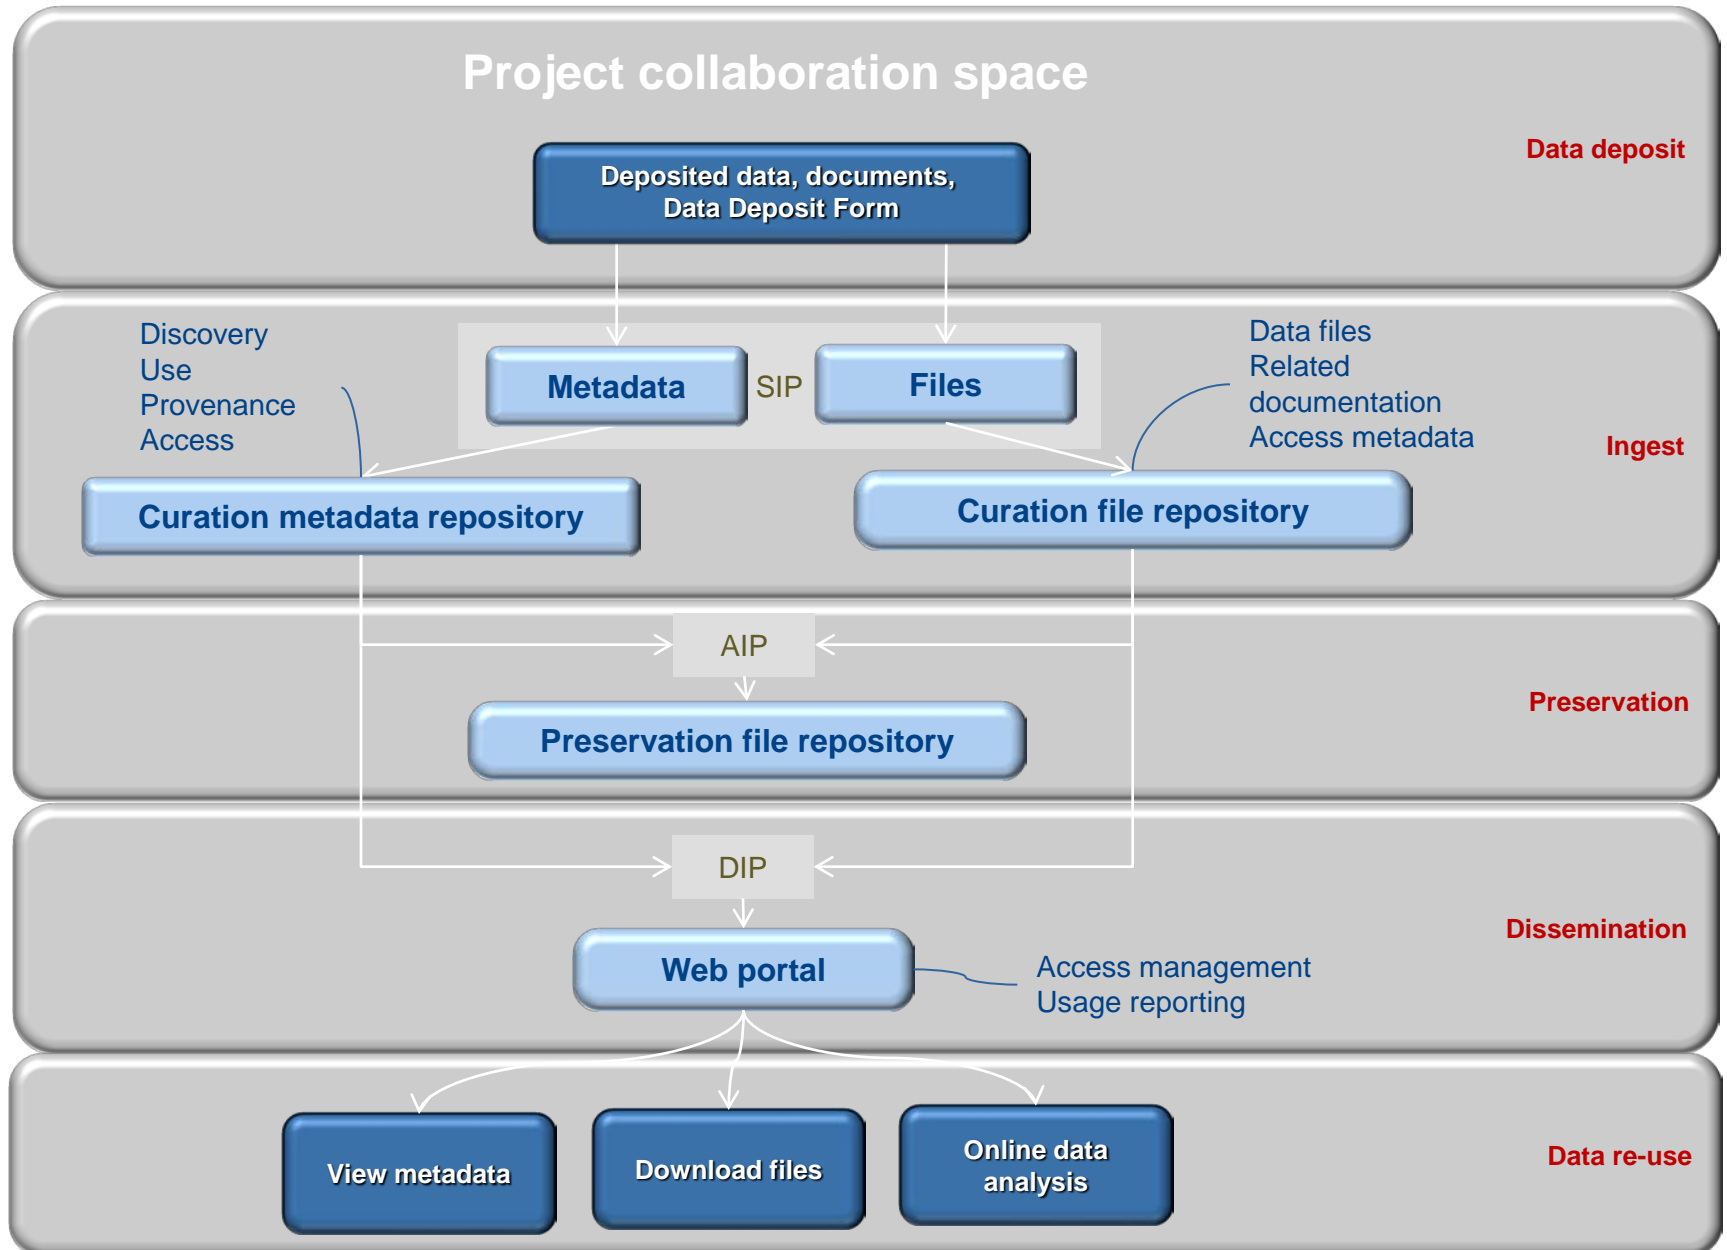 Project collaboration space
Data deposit
Deposited data, documents,
Data Deposit Form
Discovery
Use
Provenance
Access
Metadata
SIP
Files
Data files
Related
documentation
Access metadata
Ingest
Curation metadata repository
Curation file repository
AIP
Preservation file repository
Preservation
DIP
Web portal
Access management
Usage reporting
Dissemination
View metadata
Download files
Online data
analysis
Data re-use